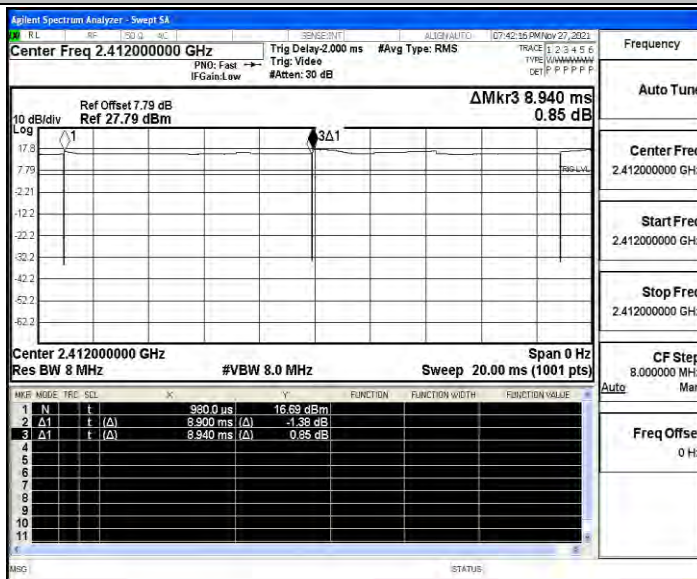 Agilent Spectrum Analyzer - Swept SA
RL RF 50 Ω AC SENSE:INT ALIGN AUTO 07:42:16 PM Nov 27, 2021
Center Freq 2.412000000 GHz
PNO: Fast
IFGain:Low
Trig Delay-2.000 ms
Trig: Video
#Atten: 30 dB
#Avg Type: RMS
TRACE 1 2 3 4 5 6
TYPE
DET P P P P P P
Ref Offset 7.79 dB
10 dB/div Ref 27.79 dBm
Log
ΔMkr3 8.940 ms
0.85 dB
1
3Δ1
17.8
7.79
TRIG LVL
-2.21
-12.2
-22.2
-32.2
-42.2
-52.2
-62.2
Center 2.412000000 GHz Span 0 Hz
Res BW 8 MHz #VBW 8.0 MHz Sweep 20.00 ms (1001 pts)
MKR MODE TRC SCL X Y FUNCTION FUNCTION WIDTH FUNCTION VALUE
1 N t 980.0 µs 16.69 dBm
2 Δ1 t (Δ) 8.900 ms (Δ) -1.38 dB
3 Δ1 t (Δ) 8.940 ms (Δ) 0.85 dB
4
5
6
7
8
9
10
11
MSG STATUS
Frequency
Auto Tune
Center Freq
2.412000000 GHz
Start Freq
2.412000000 GHz
Stop Freq
2.412000000 GHz
CF Step
8.000000 MHz
Auto Man
Freq Offset
0 Hz